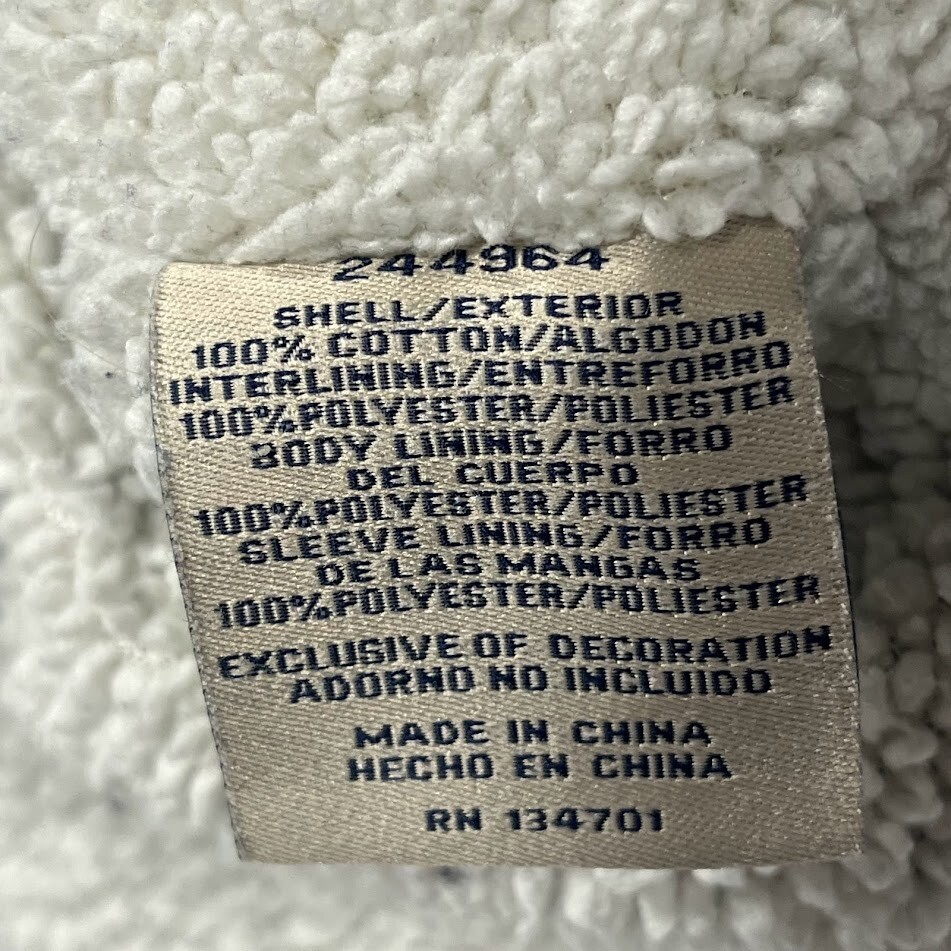 244964
SHELL/EXTERIOR
100% COTTON/ALGODON
INTERLINING/ENTREFORRO
100%POLYESTER/POLIESTER
BODY LINING/FORRO
DEL CUERPO
100%POLYESTER/POLIESTER
SLEEVE LINING/FORRO
DE LAS MANGAS
100%POLYESTER/POLIESTER
EXCLUSIVE OF DECORATION
ADORNO NO INCLUIDO
MADE IN CHINA
HECHO EN CHINA
RN 134701